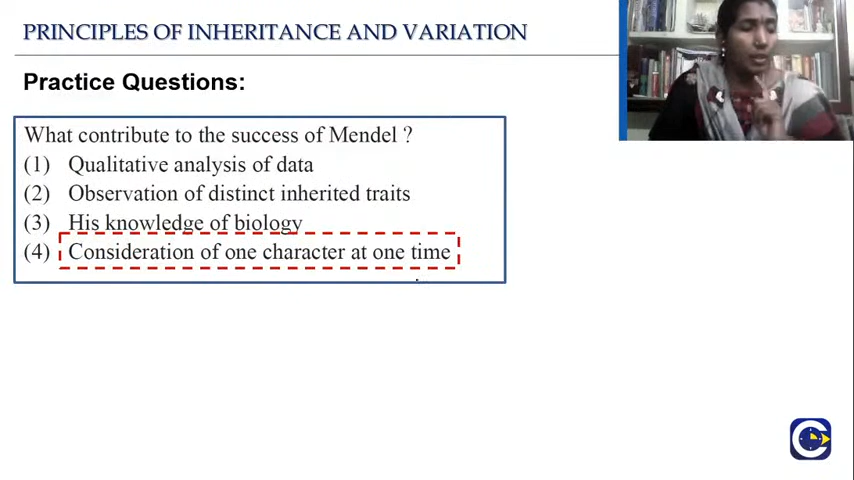 PRINCIPLES OF INHERITANCE AND VARIATION
Practice Questions:
What contribute to the success of Mendel ?
(1) Qualitative analysis of data
(2) Observation of distinct inherited traits
(3) His knowledge of biology
(4) Consideration of one character at one time